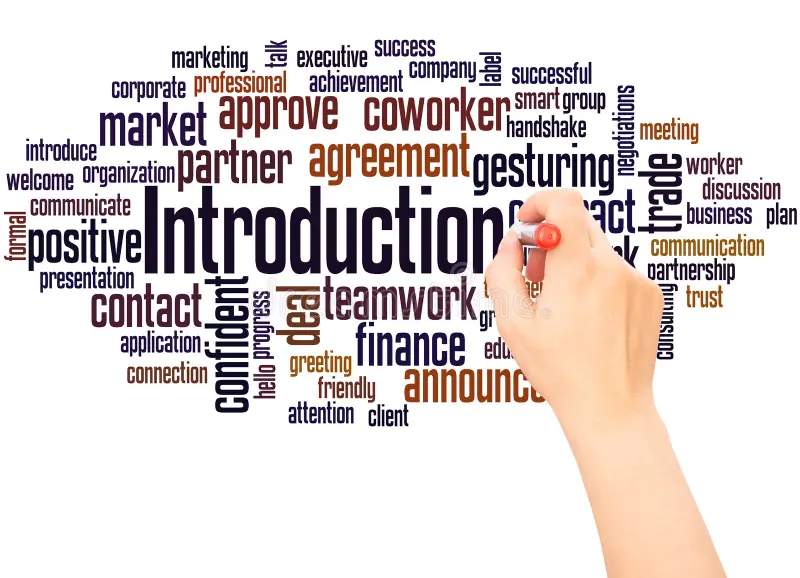 talk
marketing executive success
corporate professional achievement company label successful
market approve coworker smart group
handshake negotiations meeting
introduce partner agreement gesturing trade worker
welcome organization discussion
communicate business plan
formal positive Introduction communication
presentation partnership
contact confident deal teamwork trust
progress consulting
application finance
connection hello greeting announce
friendly
attention client